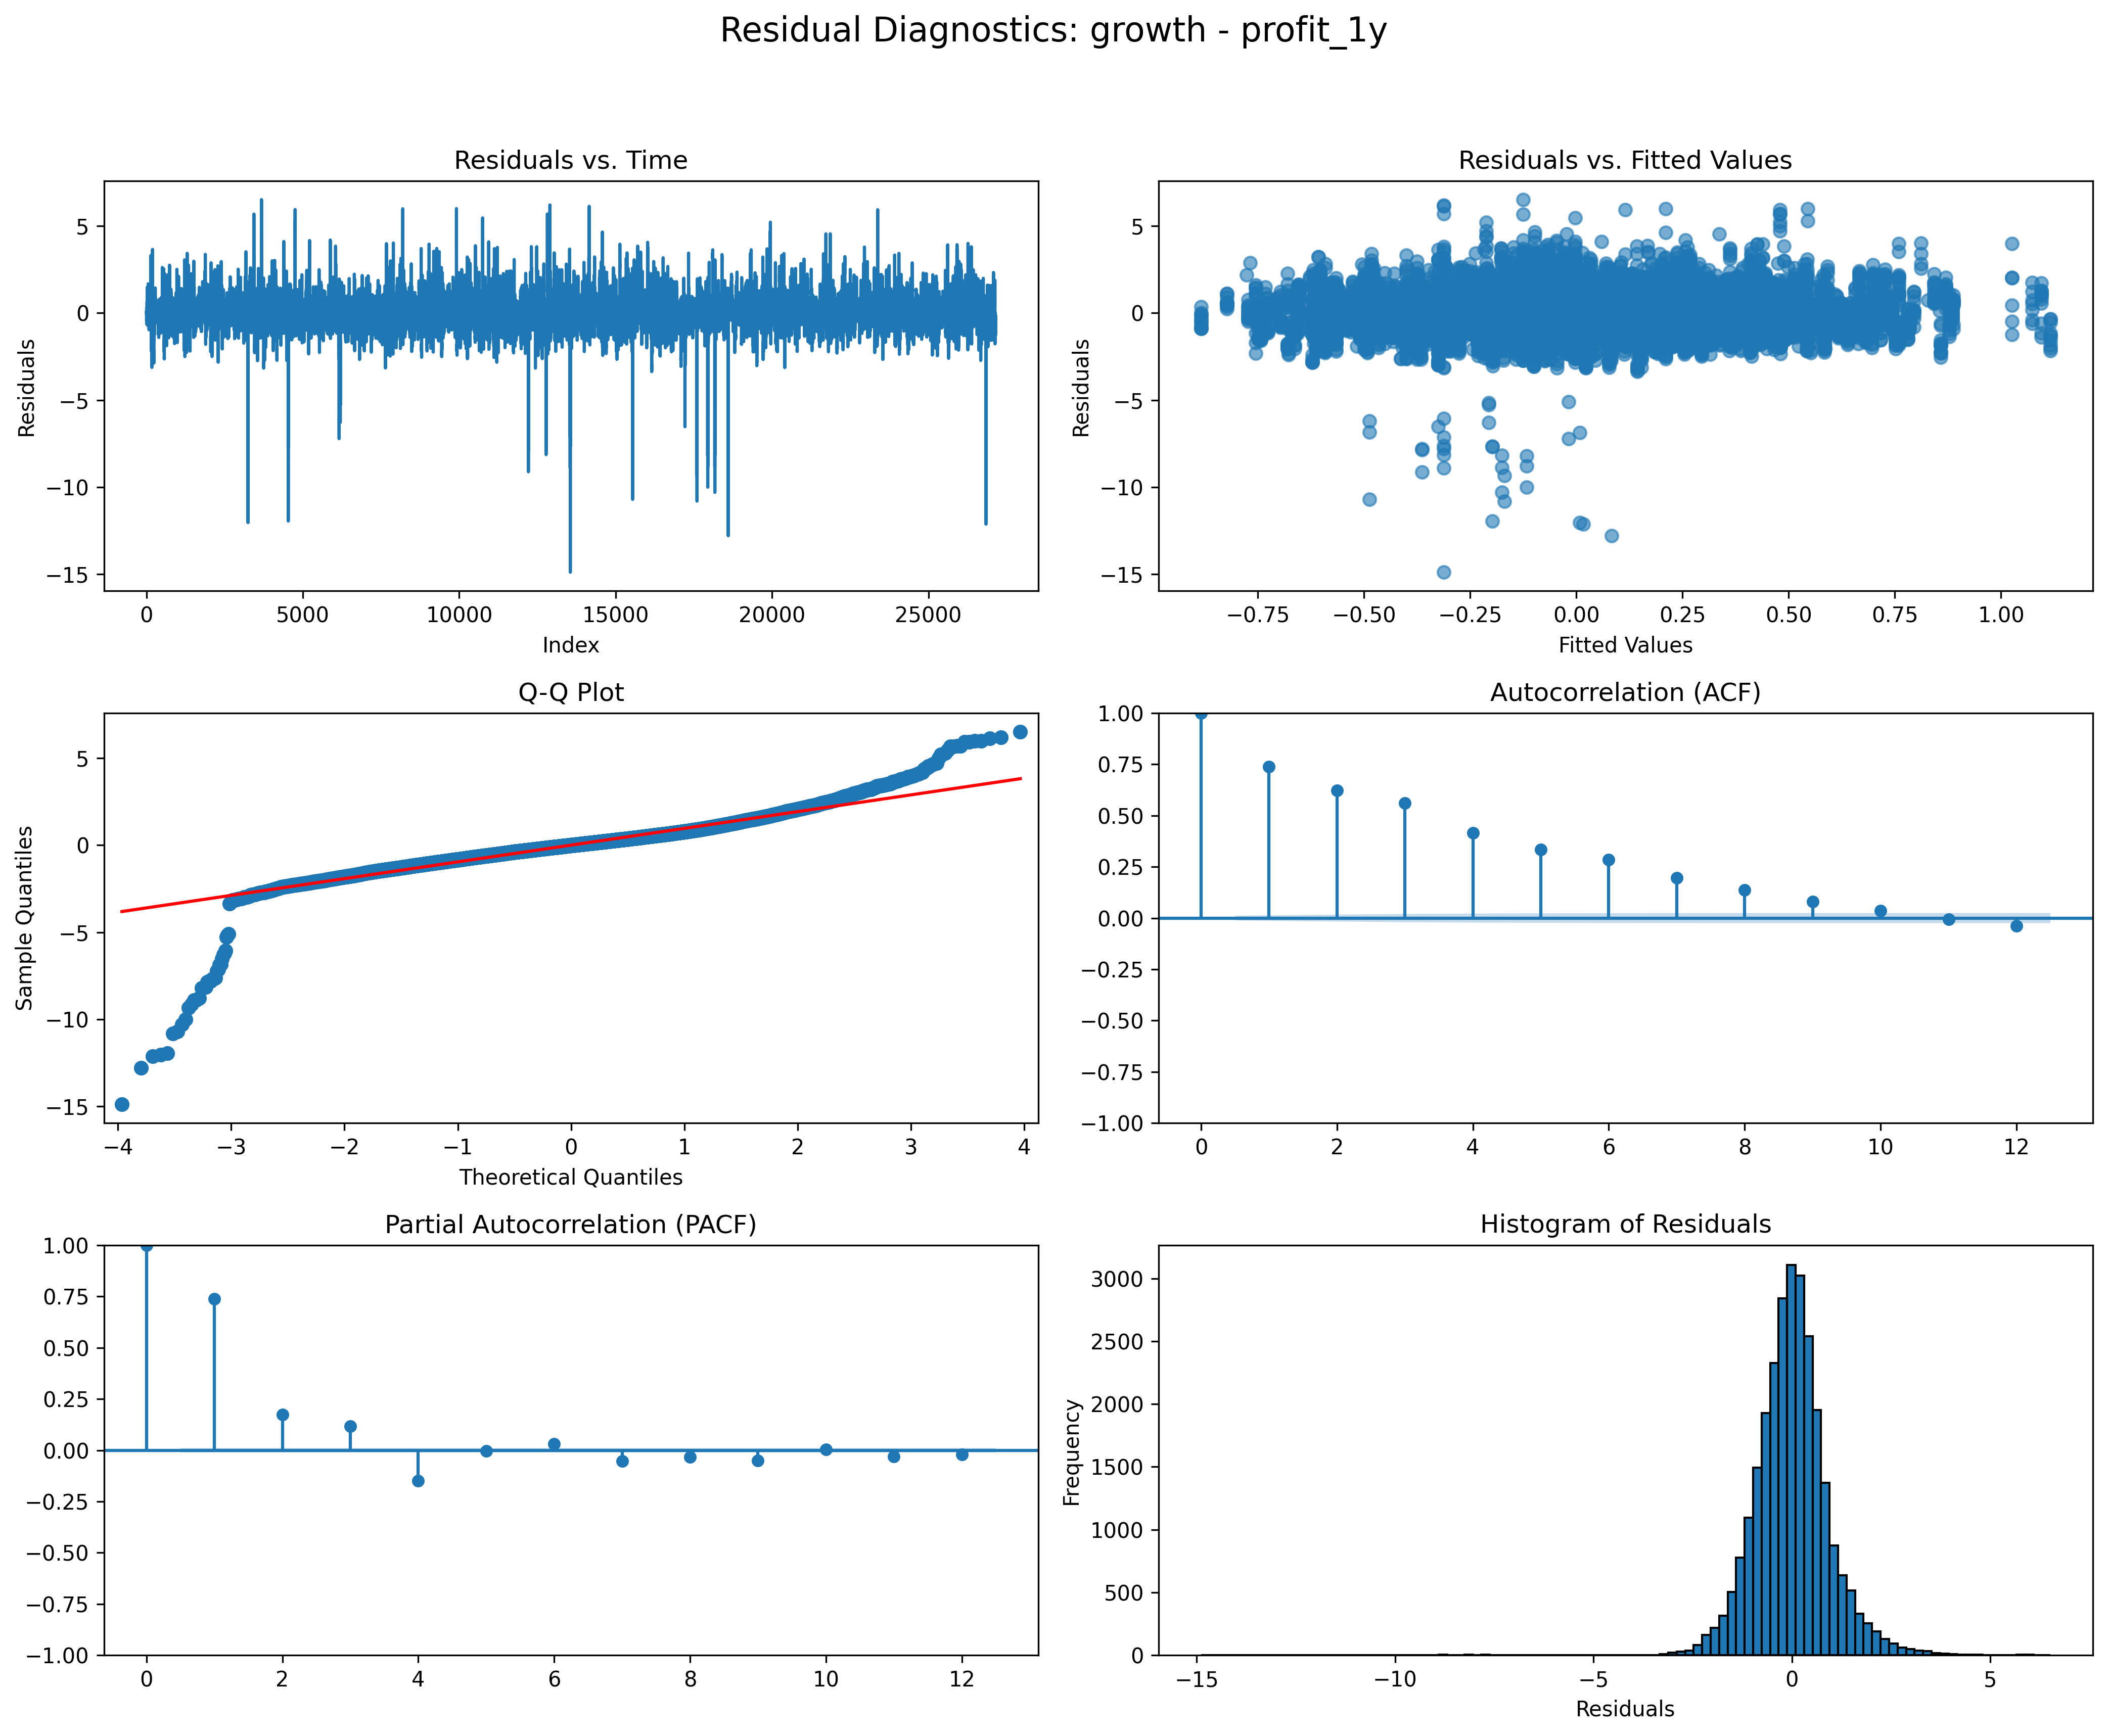 Residual Diagnostics: growth - profit_1y
Residuals vs. Time
5
0
−5
−10
−15
Residuals
0 5000 10000 15000 20000 25000
Index
Residuals vs. Fitted Values
5
0
−5
−10
−15
Residuals
−0.75 −0.50 −0.25 0.00 0.25 0.50 0.75 1.00
Fitted Values
Q-Q Plot
5
0
−5
−10
−15
Sample Quantiles
−4 −3 −2 −1 0 1 2 3 4
Theoretical Quantiles
Autocorrelation (ACF)
1.00
0.75
0.50
0.25
0.00
−0.25
−0.50
−0.75
−1.00
0 2 4 6 8 10 12
Partial Autocorrelation (PACF)
1.00
0.75
0.50
0.25
0.00
−0.25
−0.50
−0.75
−1.00
0 2 4 6 8 10 12
Histogram of Residuals
3000
2500
2000
1500
1000
500
0
Frequency
−15 −10 −5 0 5
Residuals